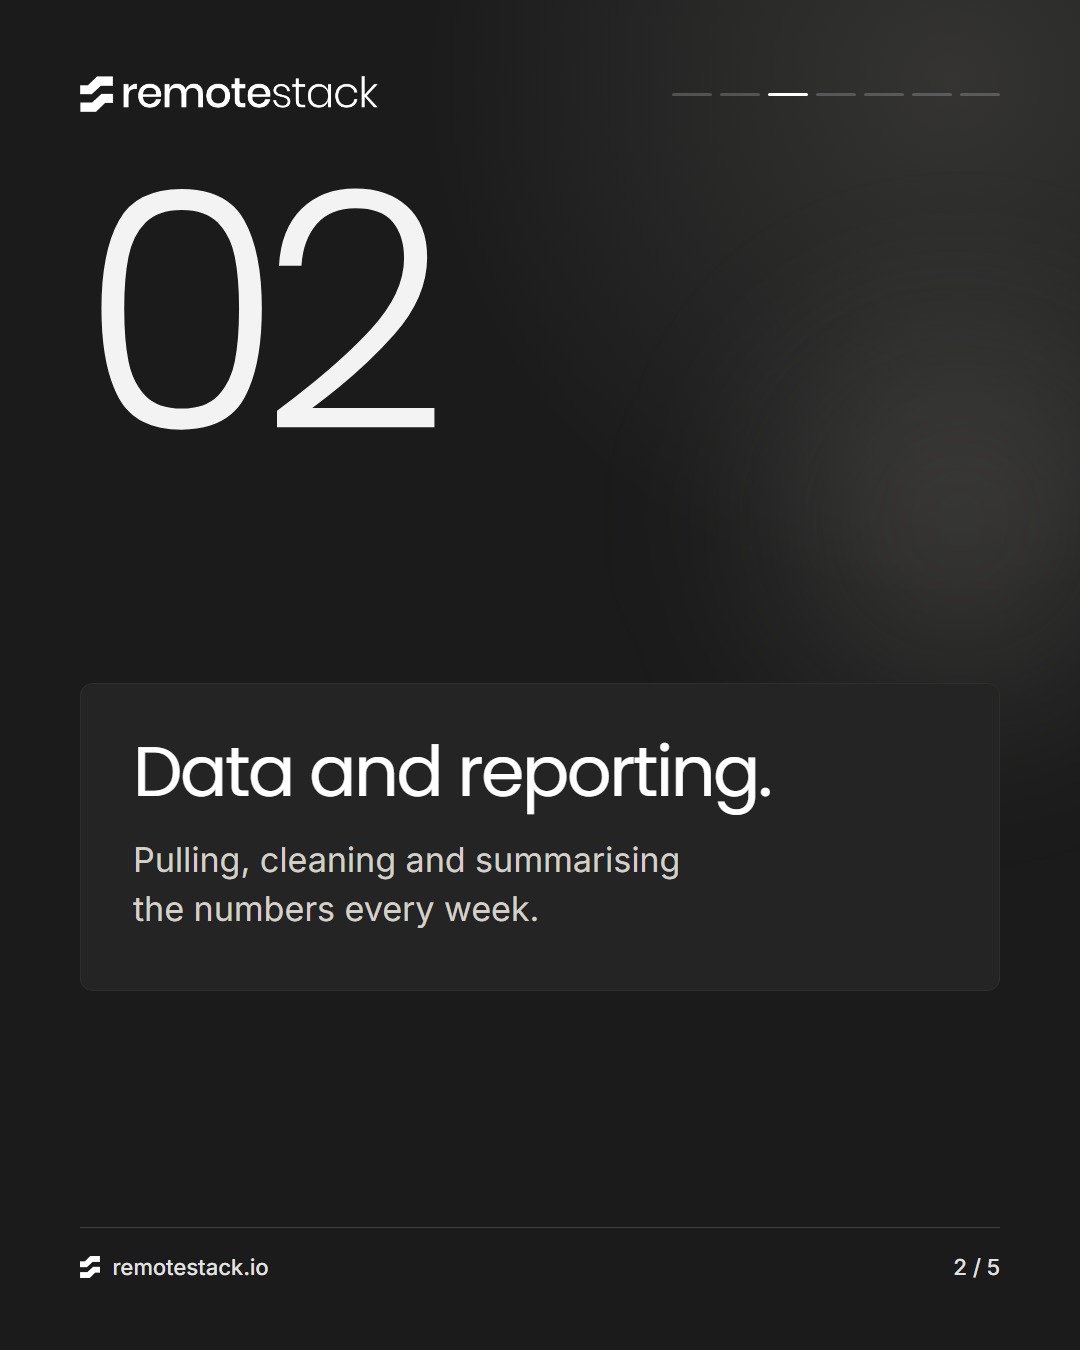 remotestack
02
Data and reporting.
Pulling, cleaning and summarising
the numbers every week.
remotestack.io
2 / 5